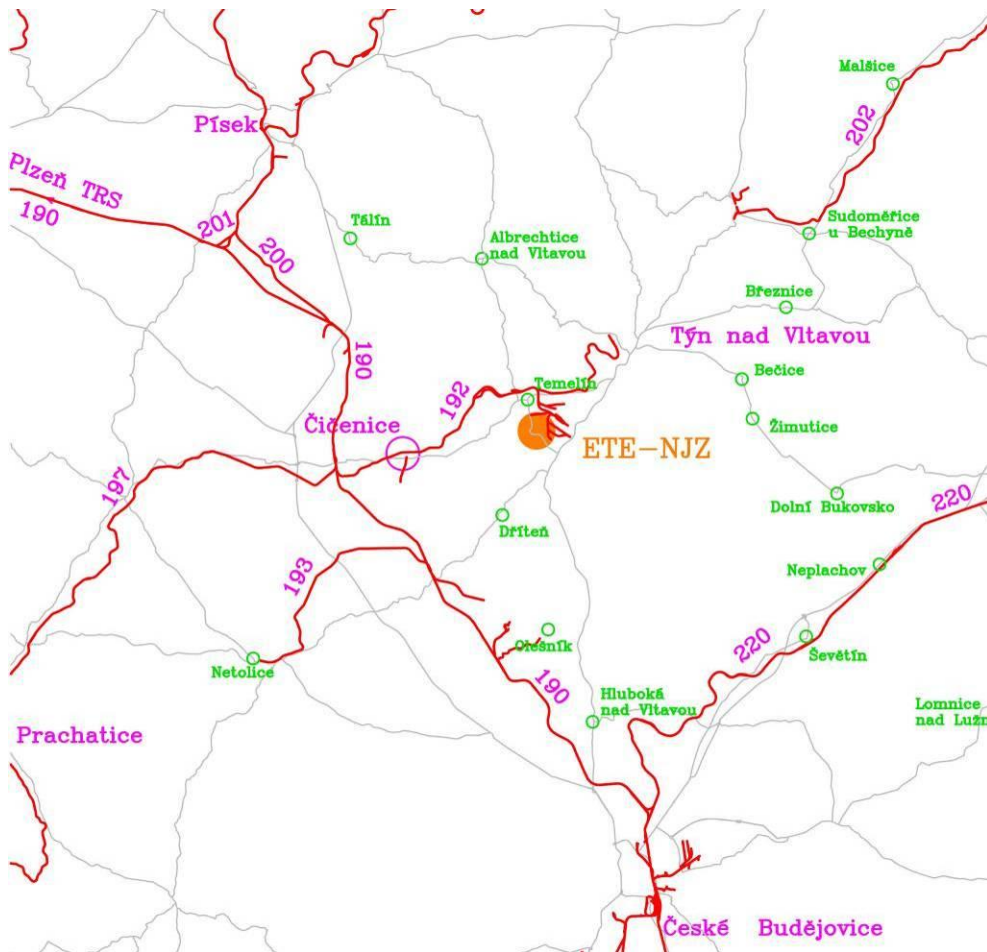 Malšice
202
Písek
Plzeň TRS
190
201
200
Tálín
Albrechtice
nad Vltavou
Sudoměřice
u Bechyně
Březnice
Týn nad Vltavou
190
192
Temelín
Bečice
Čičenice
Žimutice
ETE-NJZ
197
Dolní Bukovsko
220
Dříteň
193
Neplachov
Olešník
220
Ševětín
Netolice
190
Hluboká
nad Vltavou
Lomnice
nad Lužn
Prachatice
České Budějovice